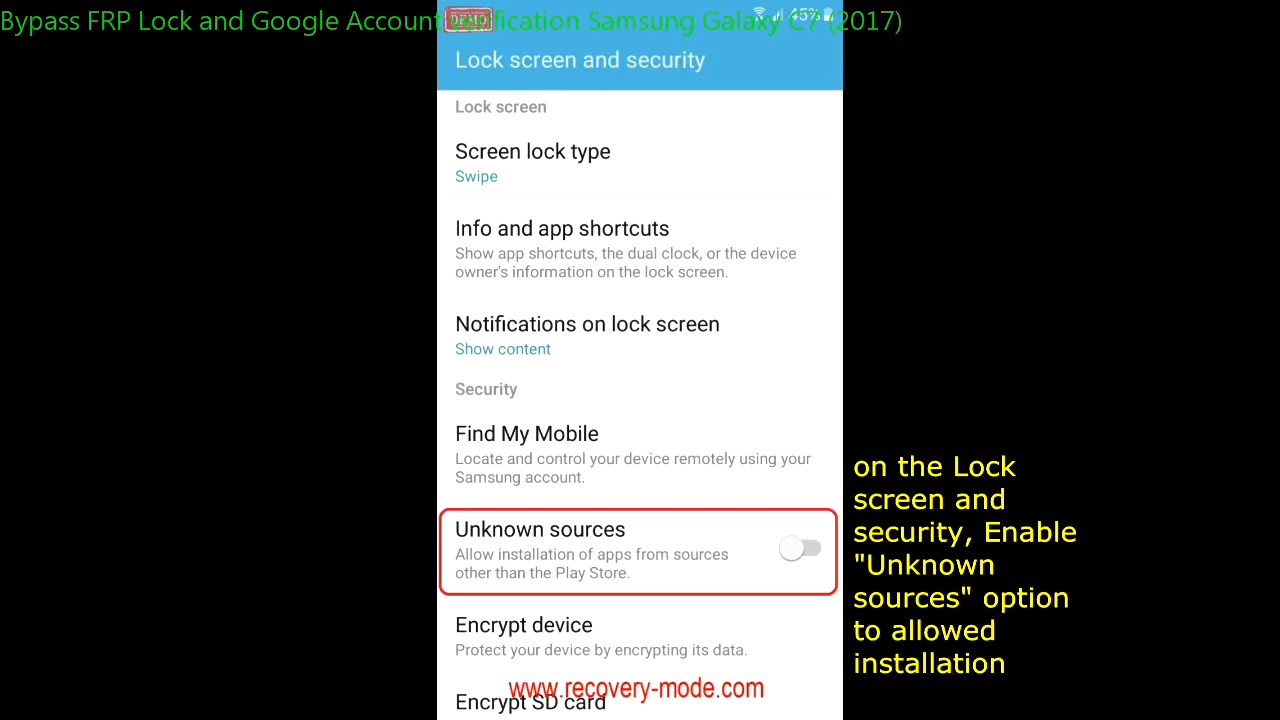 Bypass FRP Lock and Google Account verification Samsung Galaxy C7 (2017)
45%
Lock screen and security
Lock screen
Screen lock type
Swipe
Info and app shortcuts
Show app shortcuts, the dual clock, or the device
owner's information on the lock screen.
Notifications on lock screen
Show content
Security
Find My Mobile
Locate and control your device remotely using your
Samsung account.
Unknown sources
Allow installation of apps from sources
other than the Play Store.
Encrypt device
Protect your device by encrypting its data.
www.recovery-mode.com
Encrypt SD card
on the Lock
screen and
security, Enable
"Unknown
sources" option
to allowed
installation